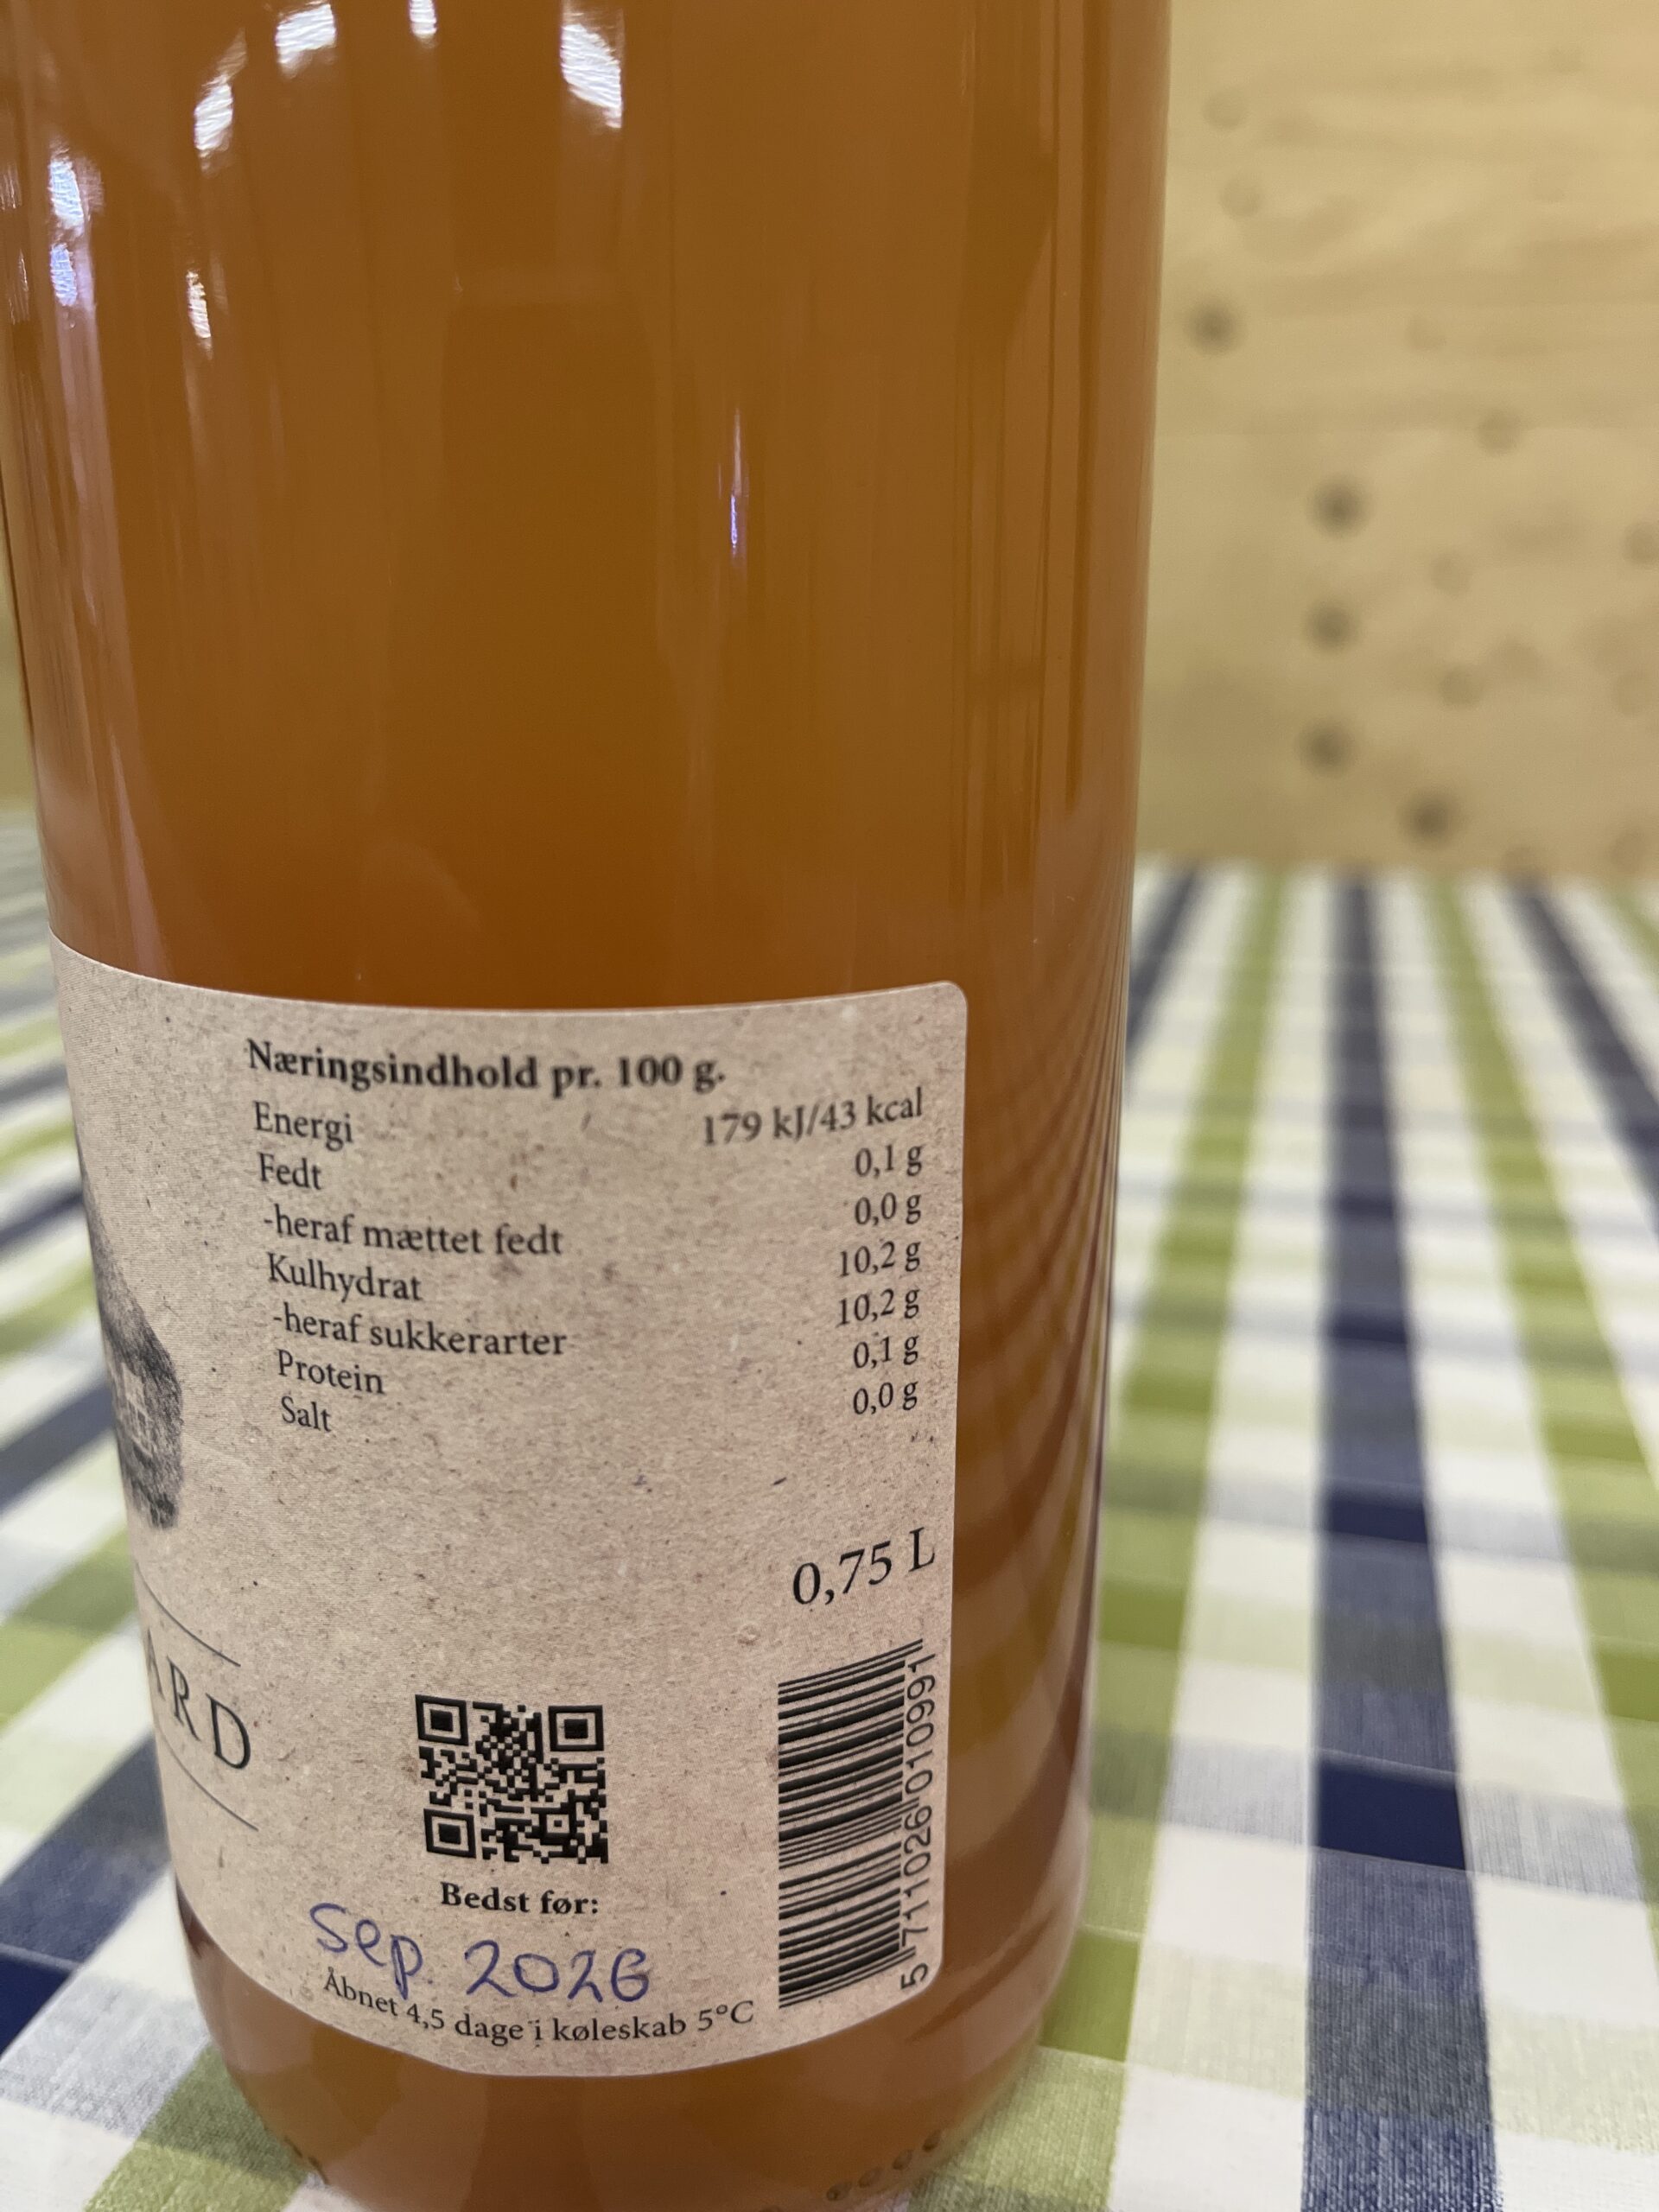 Næringsindhold pr. 100 g.
Energi 179 kJ/43 kcal
Fedt 0,1 g
-heraf mættet fedt 0,0 g
Kulhydrat 10,2 g
-heraf sukkerarter 10,2 g
Protein 0,1 g
Salt 0,0 g
0,75 L
ARD
Bedst før:
Sep. 2026
Åbnet 4,5 dage i køleskab 5°C
5 711026 010991